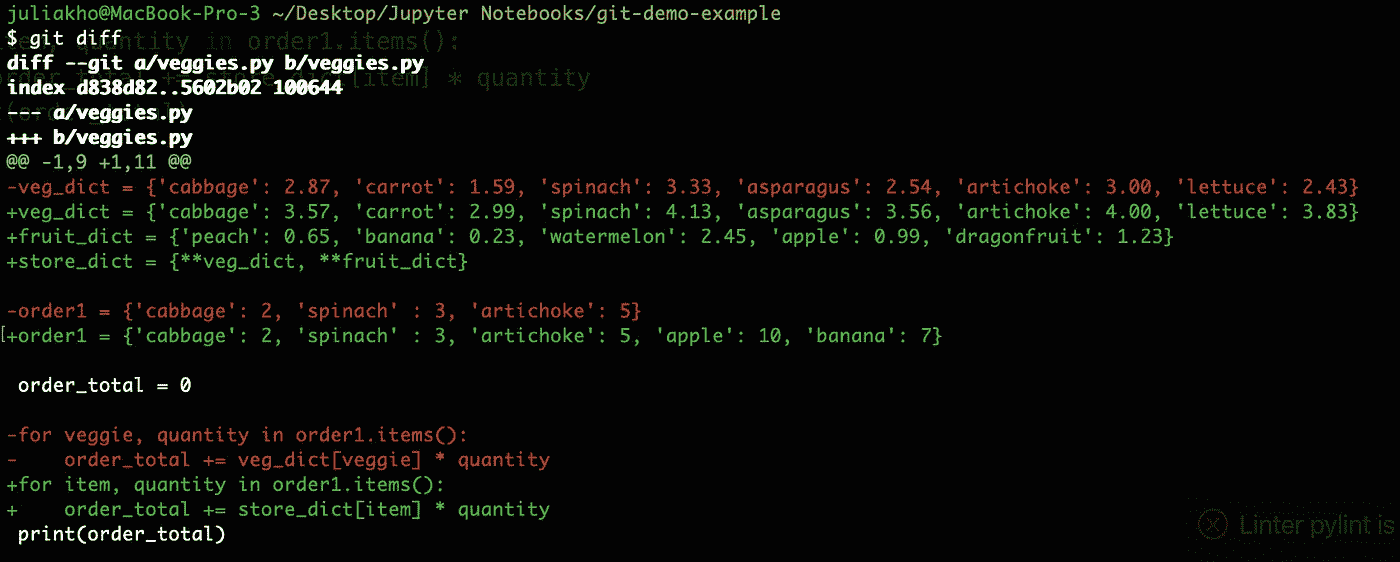 juliakho@MacBook-Pro-3 ~/Desktop/Jupyter Notebooks/git-demo-example
$ git diff
quantity in order1.items():
diff --git a/veggies.py b/veggies.py
[item] * quantity
index d838d82..5602b02 100644
--- a/veggies.py
+++ b/veggies.py
@@ -1,9 +1,11 @@
-veg_dict = {'cabbage': 2.87, 'carrot': 1.59, 'spinach': 3.33, 'asparagus': 2.54, 'artichoke': 3.00, 'lettuce': 2.43}
+veg_dict = {'cabbage': 3.57, 'carrot': 2.99, 'spinach': 4.13, 'asparagus': 3.56, 'artichoke': 4.00, 'lettuce': 3.83}
+fruit_dict = {'peach': 0.65, 'banana': 0.23, 'watermelon': 2.45, 'apple': 0.99, 'dragonfruit': 1.23}
+store_dict = {**veg_dict, **fruit_dict}
-order1 = {'cabbage': 2, 'spinach' : 3, 'artichoke': 5}
[+order1 = {'cabbage': 2, 'spinach' : 3, 'artichoke': 5, 'apple': 10, 'banana': 7}
order_total = 0
-for veggie, quantity in order1.items():
-    order_total += veg_dict[veggie] * quantity
+for item, quantity in order1.items():
+    order_total += store_dict[item] * quantity
print(order_total)
Linter pylint is